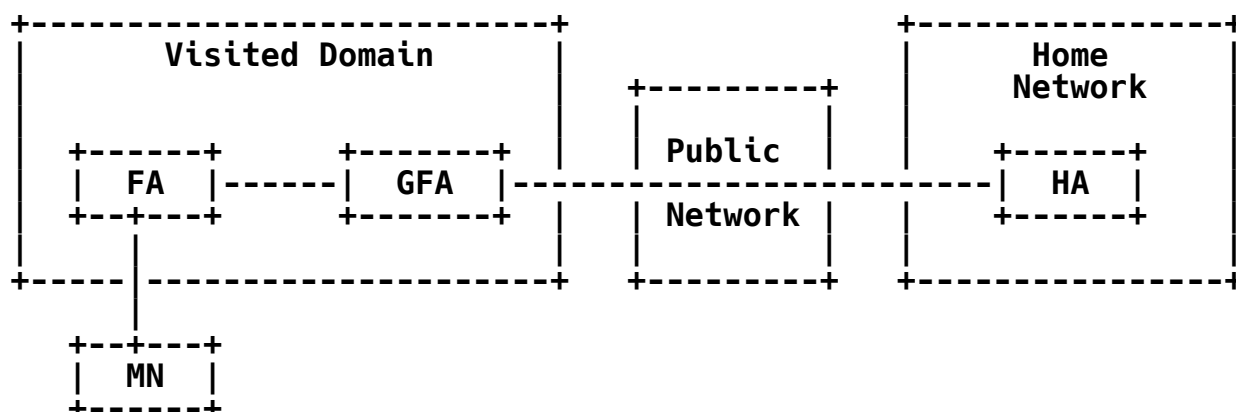 Visited Domain
Home
Network
Public
FA
GFA
HA
Network
MN